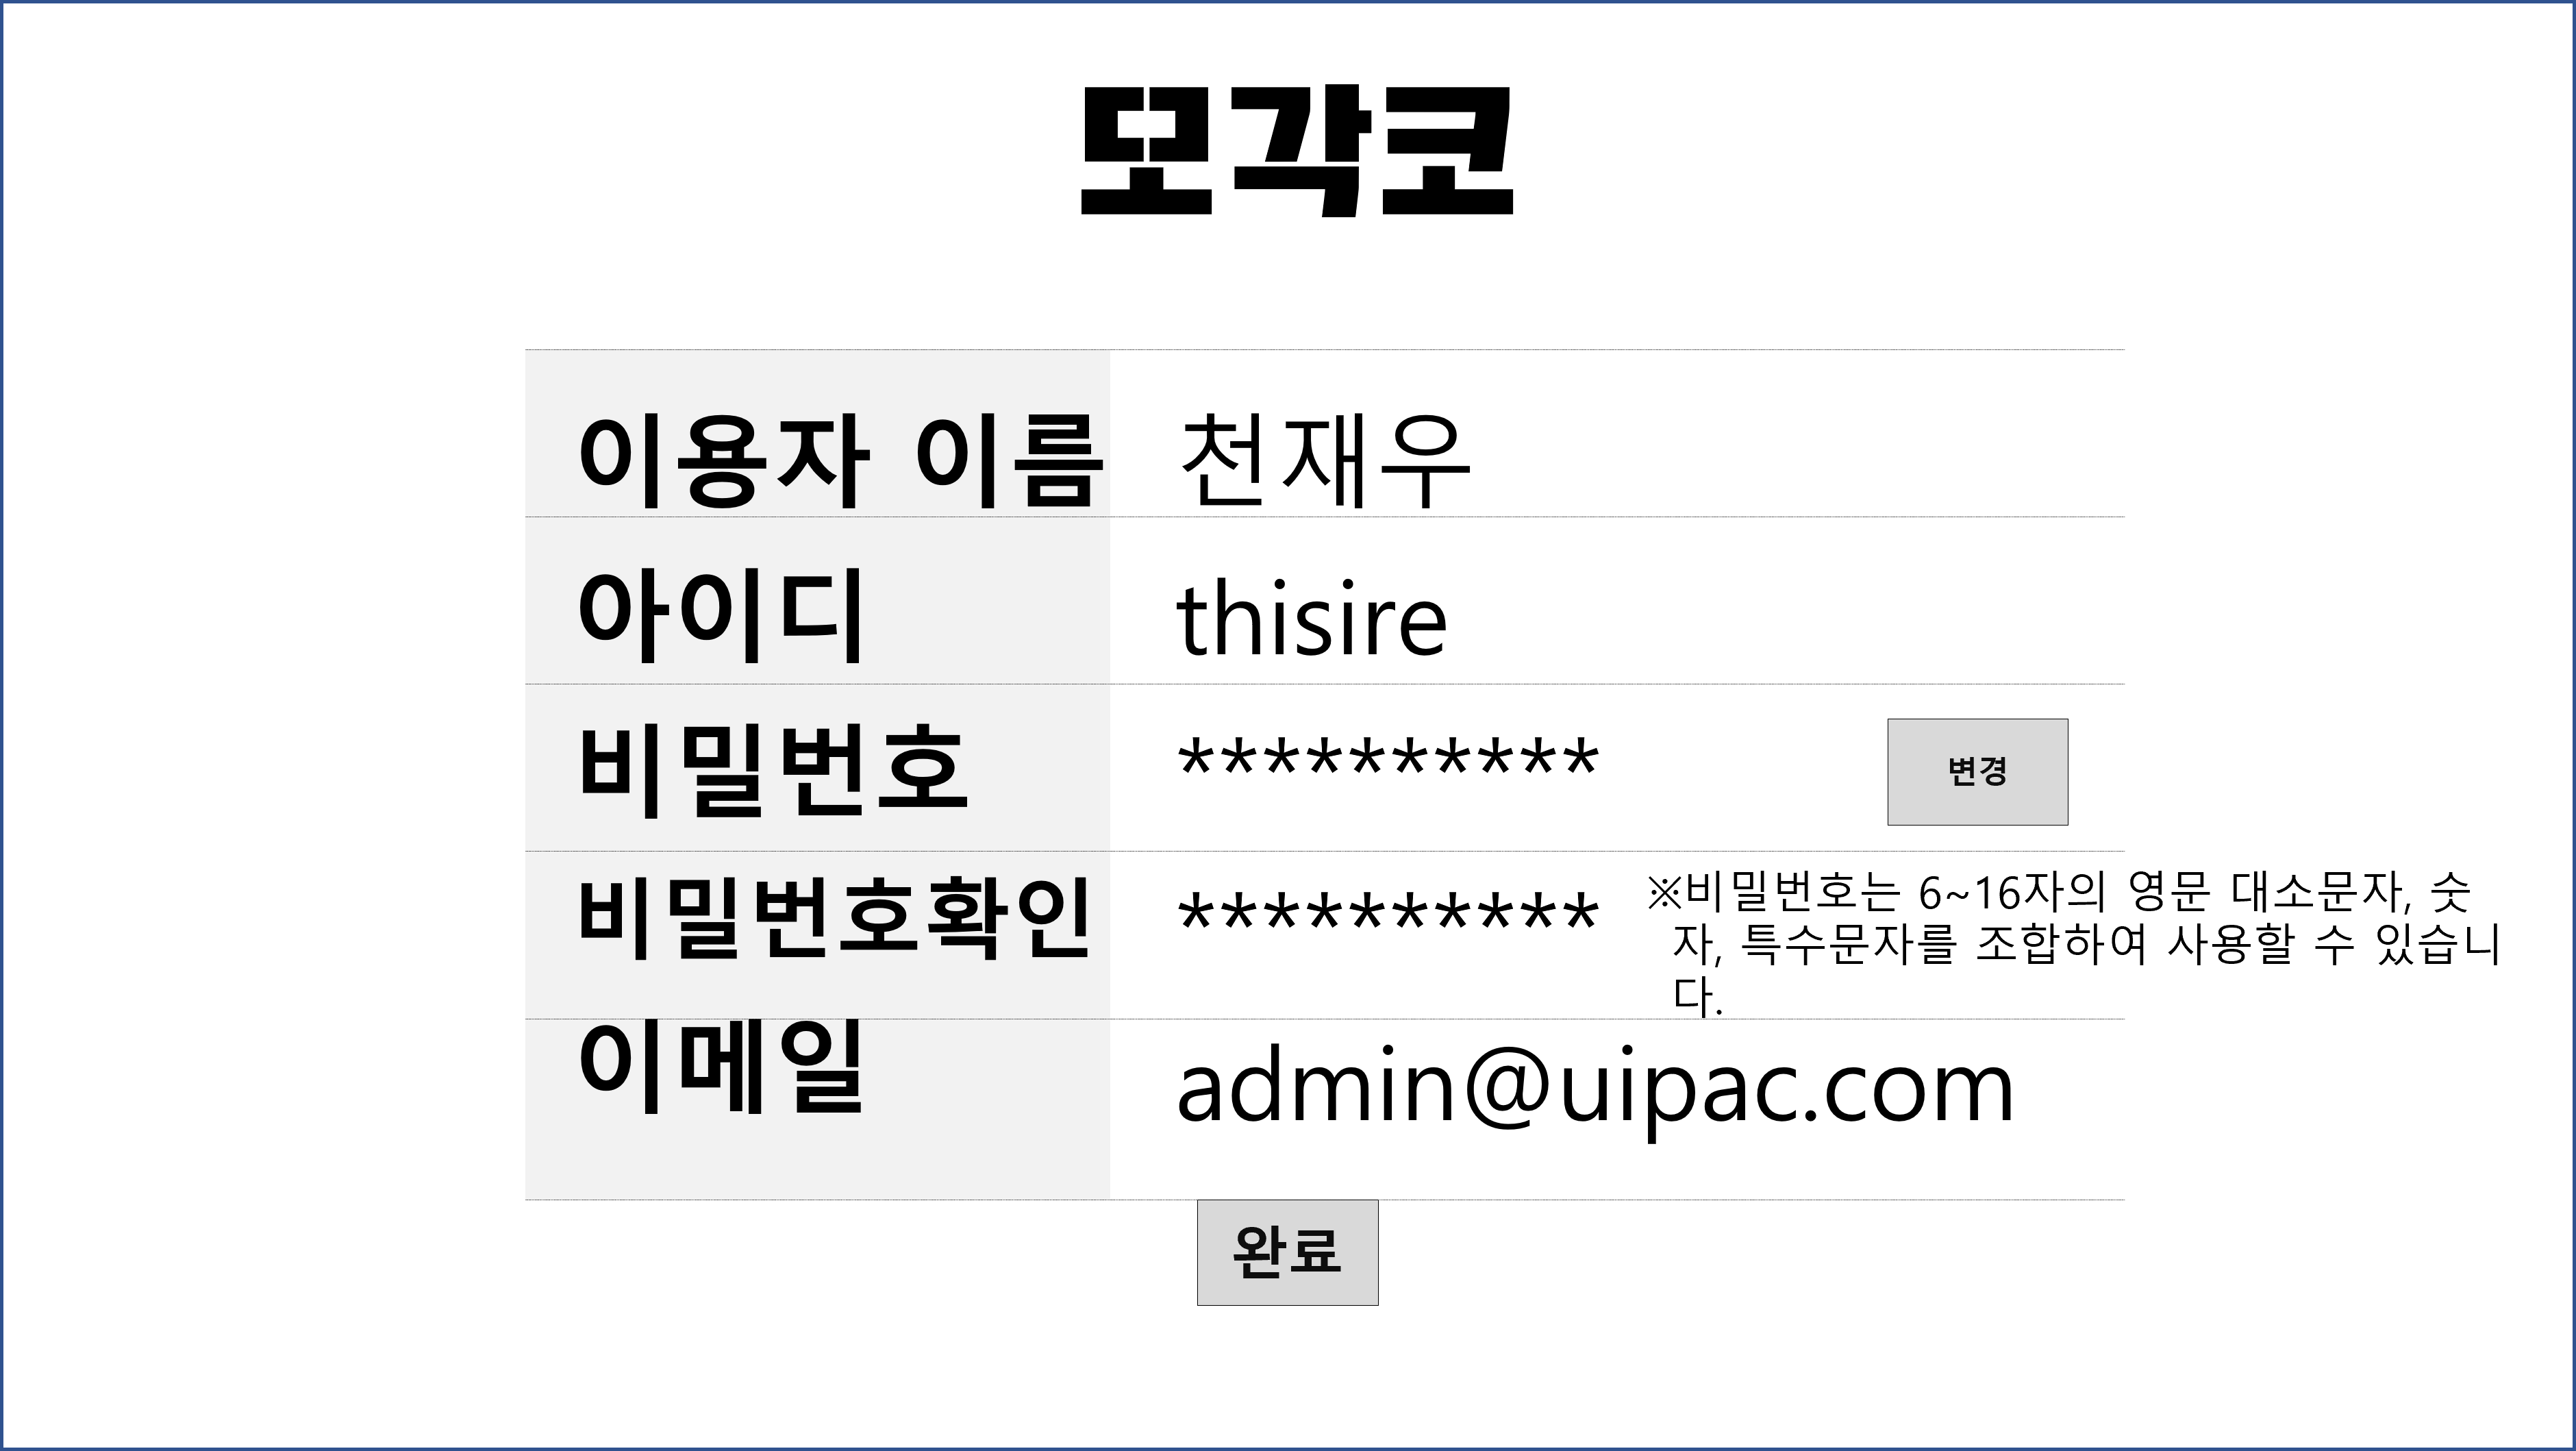 모각코
이용자 이름 천재우
아이디 thisire
비밀번호 ********** 변경
비밀번호확인 **********
※비밀번호는 6~16자의 영문 대소문자, 숫
자, 특수문자를 조합하여 사용할 수 있습니
다.
이메일 admin@uipac.com
완료